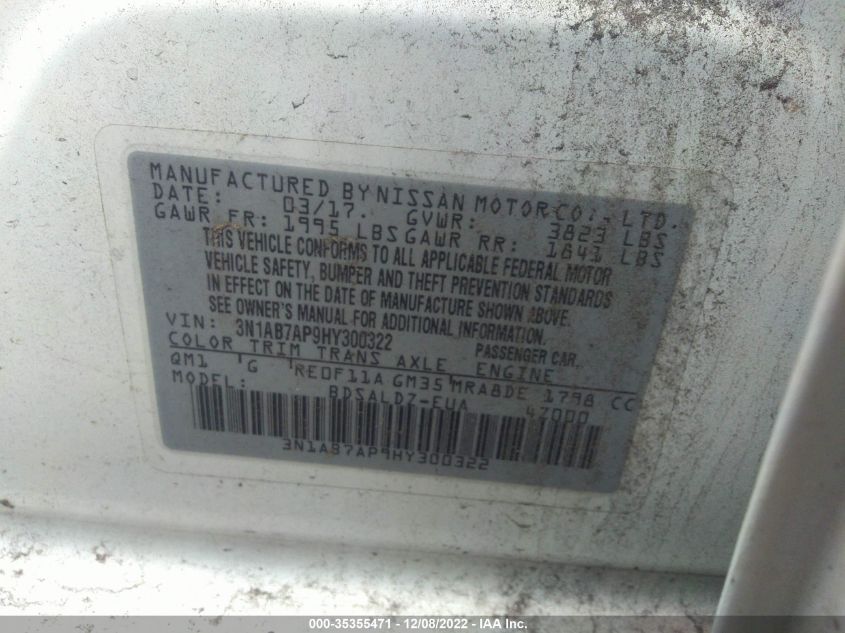 MANUFACTURED BY NISSAN MOTOR CO., LTD.
DATE: 03/17. GVWR: 3823 LBS
GAWR FR: 1995 LBS GAWR RR: 1841 LBS
THIS VEHICLE CONFORMS TO ALL APPLICABLE FEDERAL MOTOR
VEHICLE SAFETY, BUMPER AND THEFT PREVENTION STANDARDS
IN EFFECT ON THE DATE OF MANUFACTURE SHOWN ABOVE.
SEE OWNER'S MANUAL FOR ADDITIONAL INFORMATION.
VIN: 3N1AB7AP9HY300322 PASSENGER CAR
COLOR TRIM TRANS AXLE ENGINE
QM1 G RE0F11A GM35 MRA8DE 1798 CC
MODEL: BDSALDZ-EUA 47000
3N1AB7AP9HY300322
000-35355471 - 12/08/2022 - IAA Inc.